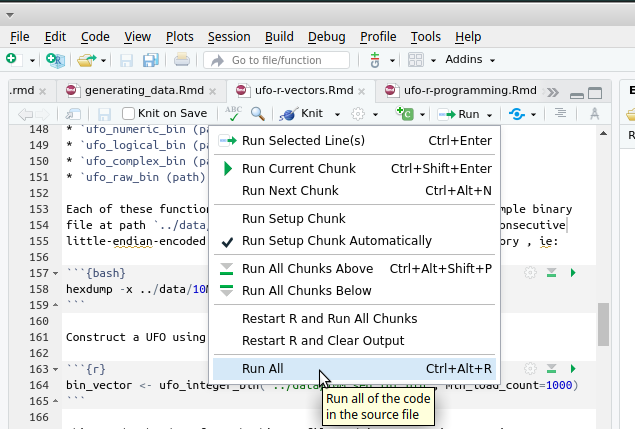 File Edit Code View Plots Session Build Debug Profile Tools Help
Go to file/function Addins
.rmd generating_data.Rmd ufo-r-vectors.Rmd ufo-r-programming.Rmd
Knit on Save ABC Knit Run
148 * `ufo_numeric_bin (pa
149 * `ufo_logical_bin (pa
150 * `ufo_complex_bin (pa
151 * `ufo_raw_bin (path)
152
153 Each of these function mple binary
154 file at path `../data, onsecutive
155 little-endian-encoded ory , ie:
156
157 ```{bash}
158 hexdump -x ../data/10M
159 ```
160
161 Construct a UFO using
162
163 ```{r}
164 bin_vector <- ufo_integer_bin( min_load_count=1000)
165 ```
166
Run Selected Line(s) Ctrl+Enter
Run Current Chunk Ctrl+Shift+Enter
Run Next Chunk Ctrl+Alt+N
Run Setup Chunk
Run Setup Chunk Automatically
Run All Chunks Above Ctrl+Alt+Shift+P
Run All Chunks Below
Restart R and Run All Chunks
Restart R and Clear Output
Run All Ctrl+Alt+R
Run all of the code
in the source file
E
R